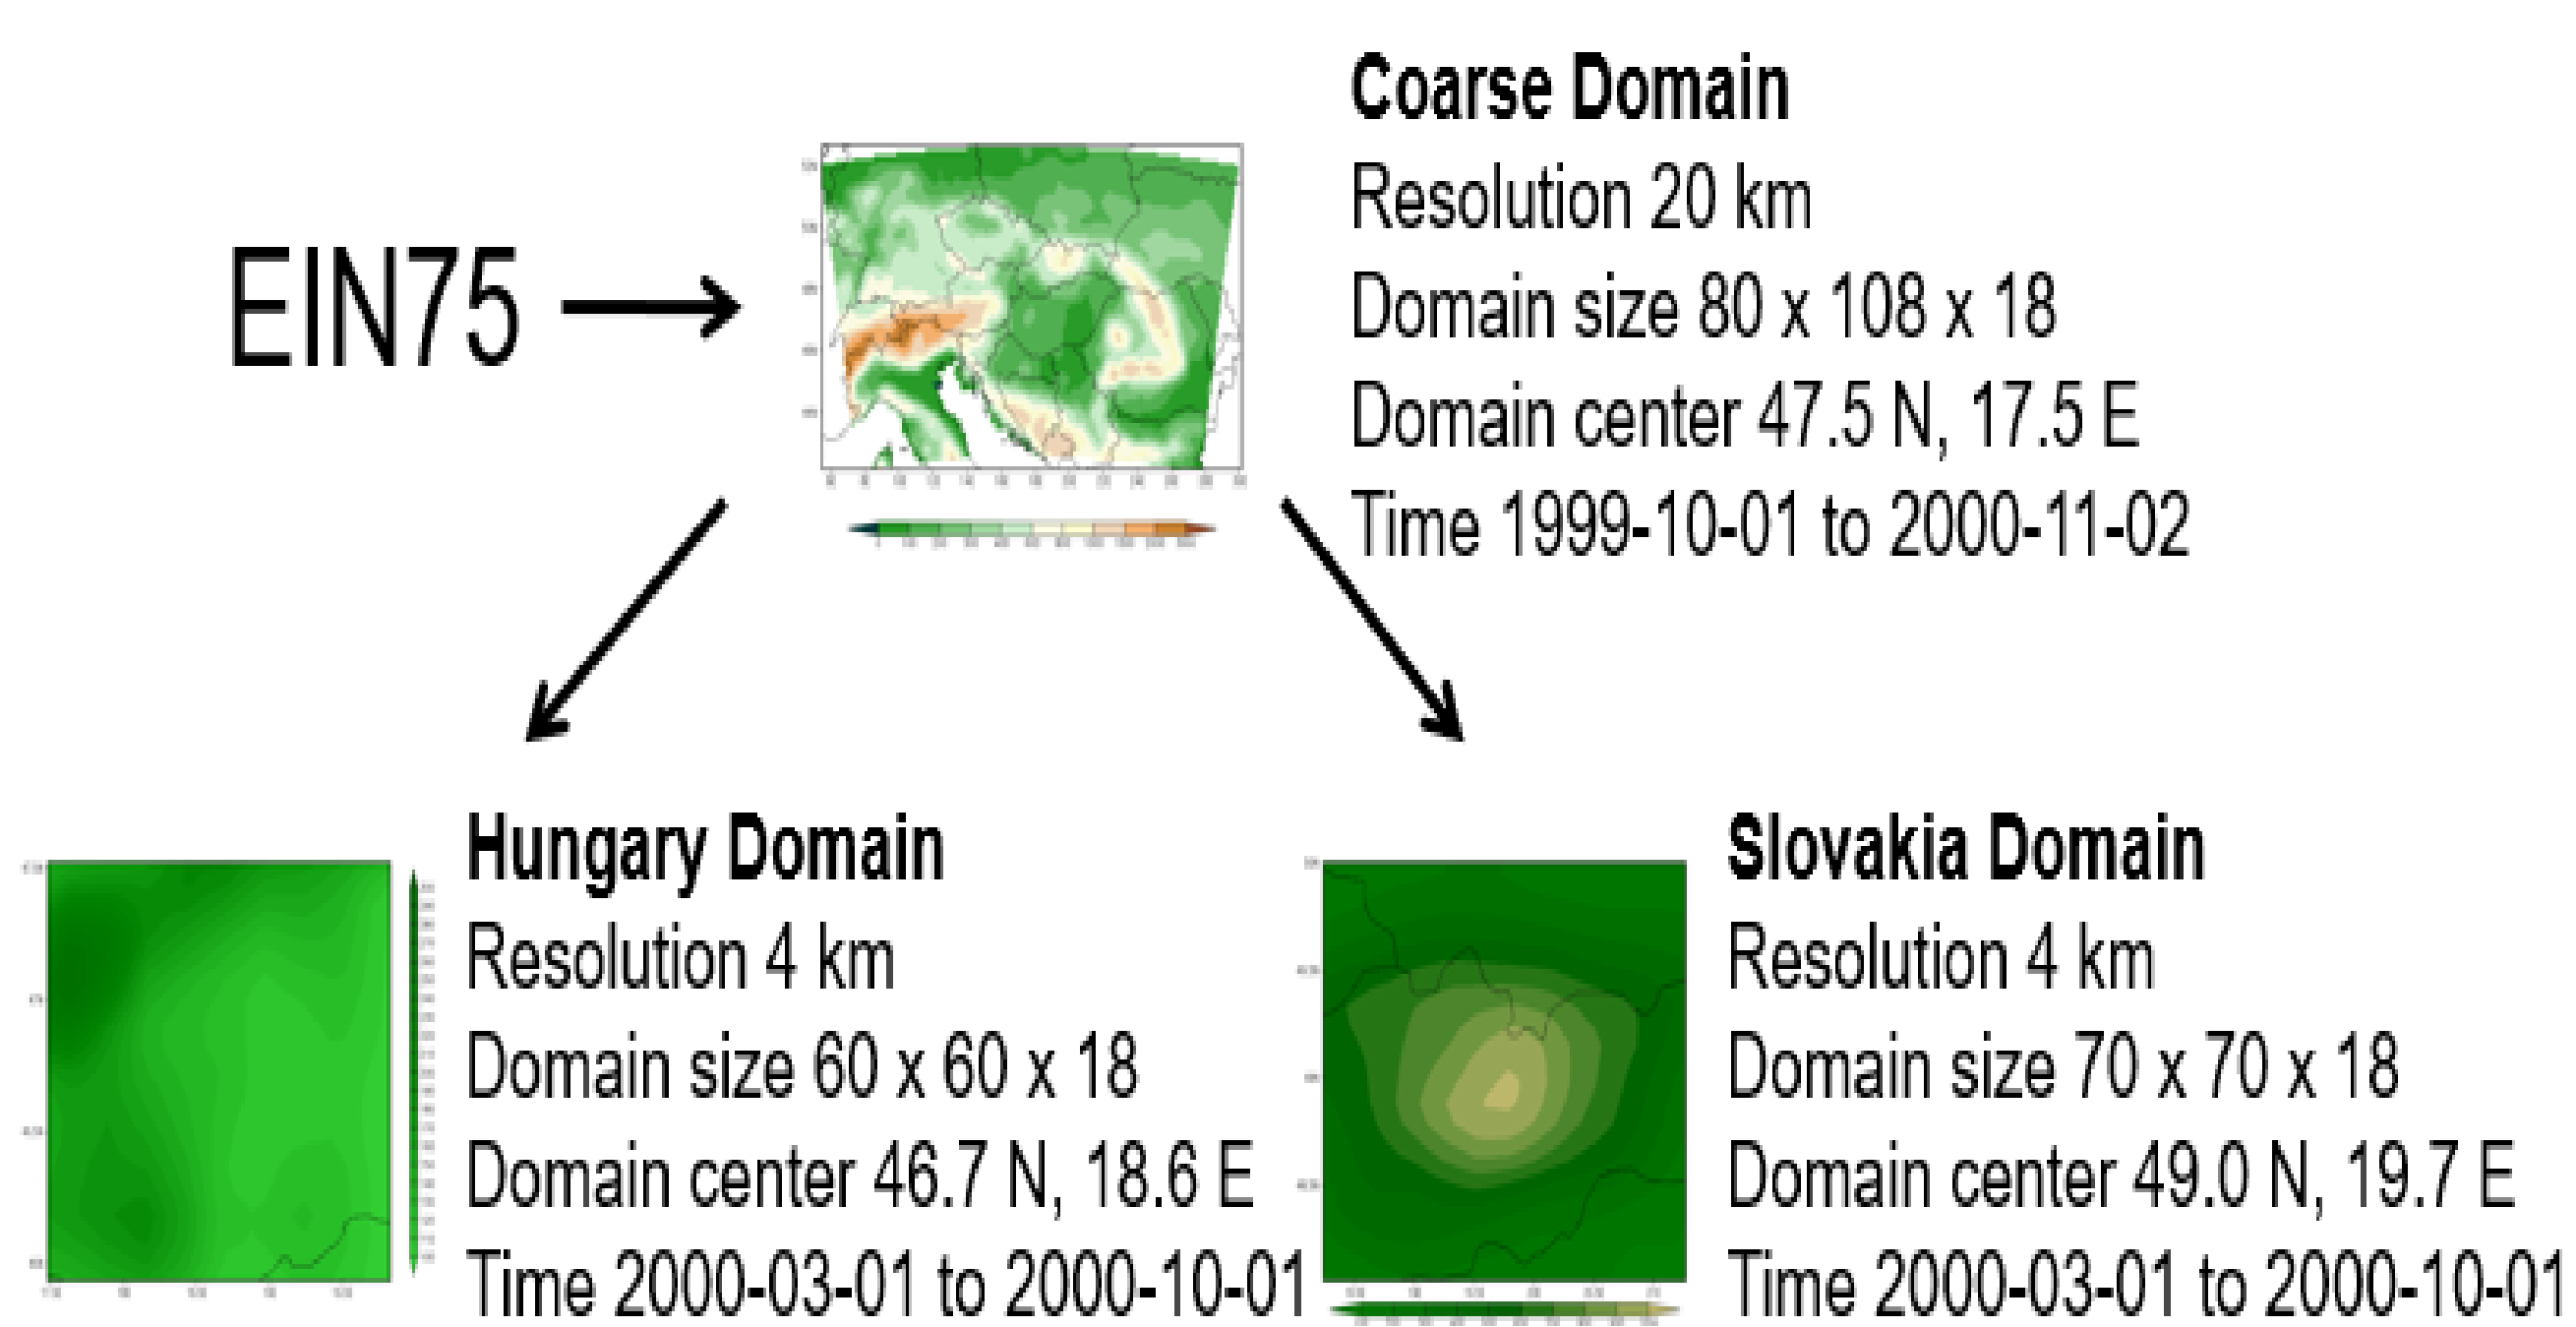 Coarse Domain
Resolution 20 km
EIN75
Domain size 80 x 108 x 18
Domain center 47.5 N, 17.5 E
Time 1999-10-01 to 2000-11-02
Hungary Domain
Resolution 4 km
Domain size 60 x 60 x 18
Domain center 46.7 N, 18.6 E
Time 2000-03-01 to 2000-10-01
Slovakia Domain
Resolution 4 km
Domain size 70 x 70 x 18
Domain center 49.0 N, 19.7 E
Time 2000-03-01 to 2000-10-01